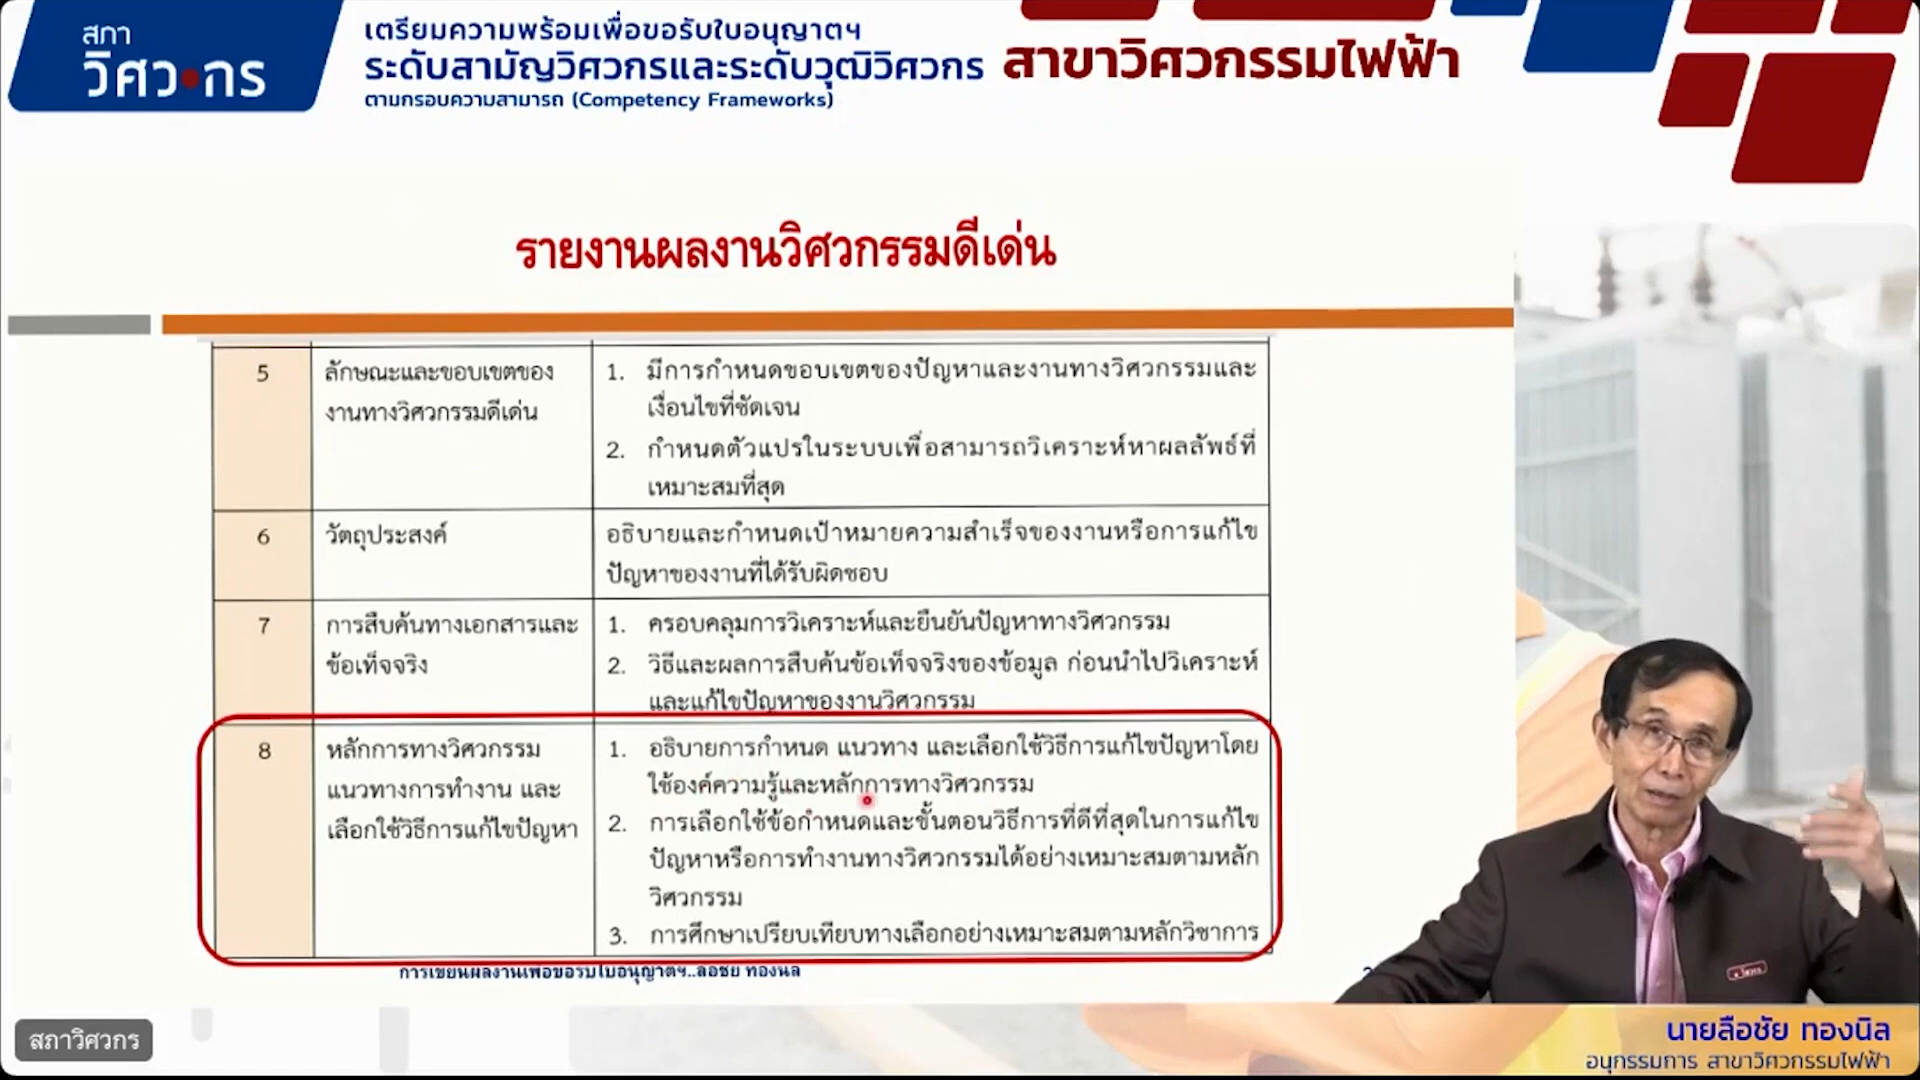 สภา
วิศวกร
เตรียมความพร้อมเพื่อขอรับใบอนุญาตฯ
ระดับสามัญวิศวกรและระดับวุฒิวิศวกร สาขาวิศวกรรมไฟฟ้า
ตามกรอบความสามารถ (Competency Frameworks)
รายงานผลงานวิศวกรรมดีเด่น
5
ลักษณะและขอบเขตของ
งานทางวิศวกรรมดีเด่น
1. มีการกำหนดขอบเขตของปัญหาและงานทางวิศวกรรมและ
เงื่อนไขที่ชัดเจน
2. กำหนดตัวแปรในระบบเพื่อสามารถวิเคราะห์หาผลลัพธ์ที่
เหมาะสมที่สุด
6
วัตถุประสงค์
อธิบายและกำหนดเป้าหมายความสำเร็จของงานหรือการแก้ไข
ปัญหาของงานที่ได้รับผิดชอบ
7
การสืบค้นทางเอกสารและ
ข้อเท็จจริง
1. ครอบคลุมการวิเคราะห์และยืนยันปัญหาทางวิศวกรรม
2. วิธีและผลการสืบค้นข้อเท็จจริงของข้อมูล ก่อนนำไปวิเคราะห์
และแก้ไขปัญหาของงานวิศวกรรม
8
หลักการทางวิศวกรรม
แนวทางการทำงาน และ
เลือกใช้วิธีการแก้ไขปัญหา
1. อธิบายการกำหนด แนวทาง และเลือกใช้วิธีการแก้ไขปัญหาโดย
ใช้องค์ความรู้และหลักการทางวิศวกรรม
2. การเลือกใช้ข้อกำหนดและขั้นตอนวิธีการที่ดีที่สุดในการแก้ไข
ปัญหาหรือการทำงานทางวิศวกรรมได้อย่างเหมาะสมตามหลัก
วิศวกรรม
3. การศึกษาเปรียบเทียบทางเลือกอย่างเหมาะสมตามหลักวิชาการ
การเขียนผลงานเพื่อขอรับใบอนุญาตฯ..ลือชัย ทองนิล
สภาวิศวกร
นายลือชัย ทองนิล
อนุกรรมการ สาขาวิศวกรรมไฟฟ้า